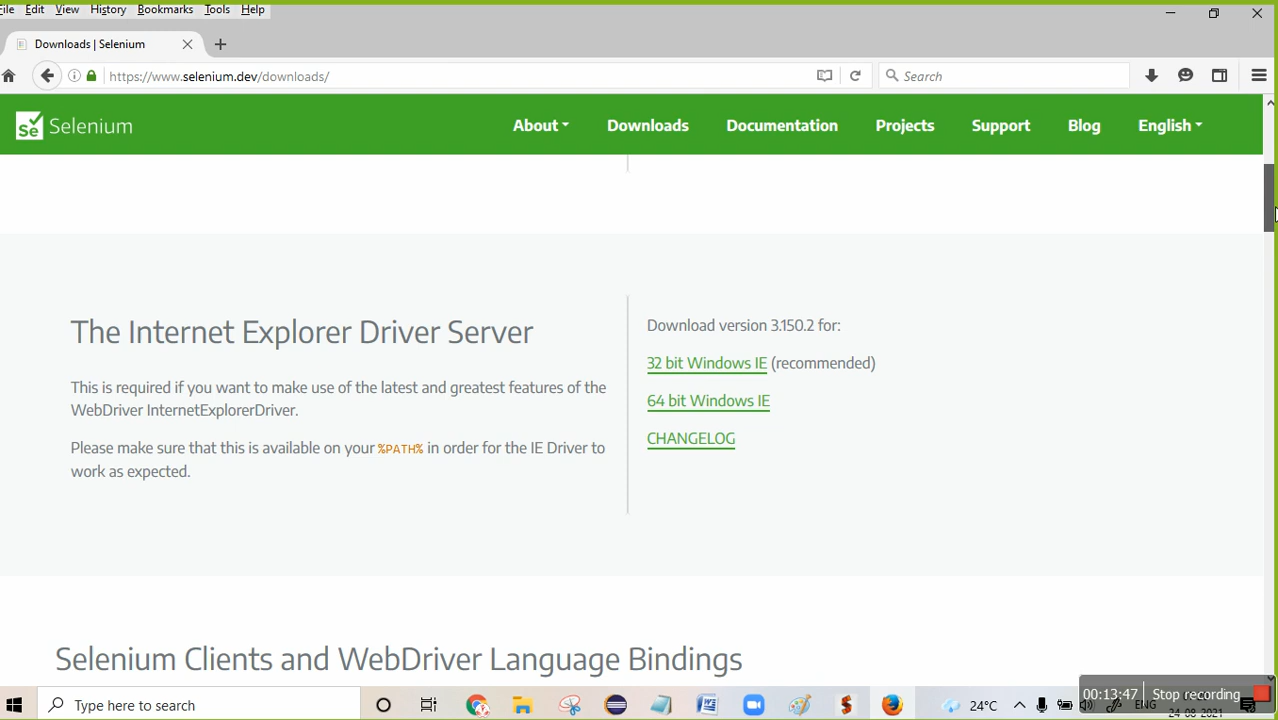 File Edit View History Bookmarks Tools Help
Downloads | Selenium
https://www.selenium.dev/downloads/
Search
Se Selenium About Downloads Documentation Projects Support Blog English
The Internet Explorer Driver Server
This is required if you want to make use of the latest and greatest features of the
WebDriver InternetExplorerDriver.
Please make sure that this is available on your %PATH% in order for the IE Driver to
work as expected.
Download version 3.150.2 for:
32 bit Windows IE (recommended)
64 bit Windows IE
CHANGELOG
Selenium Clients and WebDriver Language Bindings
Type here to search
24°C
ENG
00:13:47 Stop recording
24-08-2021